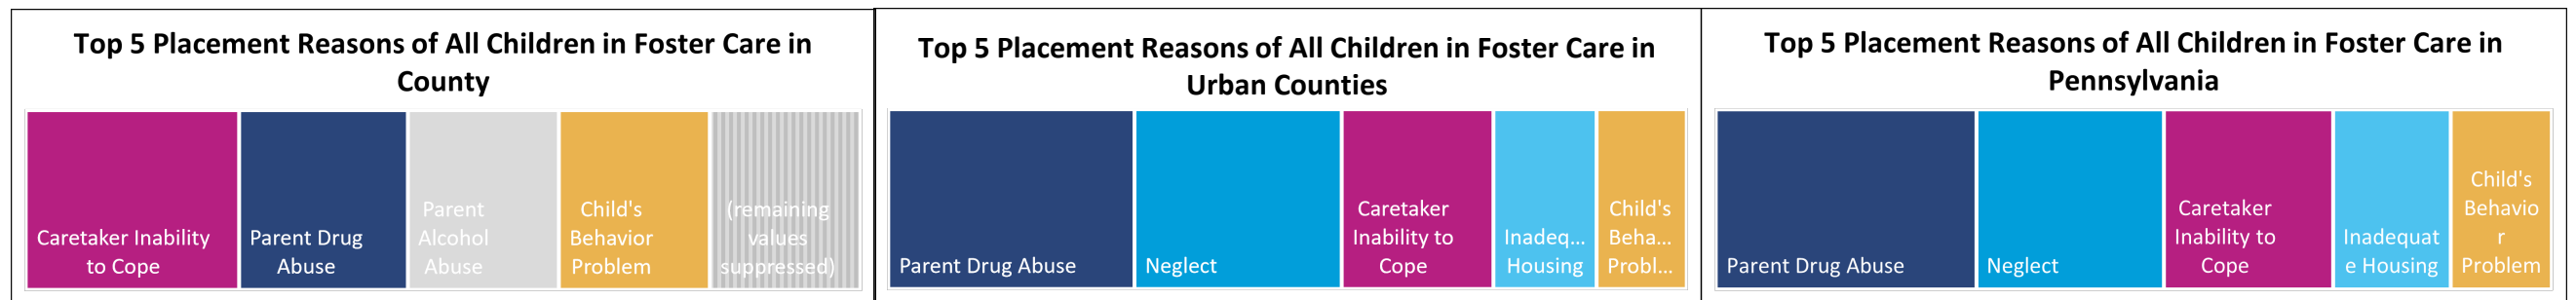 Top 5 Placement Reasons of All Children in Foster Care in
County
Caretaker Inability
to Cope
Parent Drug
Abuse
Parent
Alcohol
Abuse
Child's
Behavior
Problem
(remaining
values
suppressed)
Top 5 Placement Reasons of All Children in Foster Care in
Urban Counties
Parent Drug Abuse
Neglect
Caretaker
Inability to
Cope
Inadeq...
Housing
Child's
Beha...
Probl...
Top 5 Placement Reasons of All Children in Foster Care in
Pennsylvania
Parent Drug Abuse
Neglect
Caretaker
Inability to
Cope
Inadequat
e Housing
Child's
Behavio
r
Problem